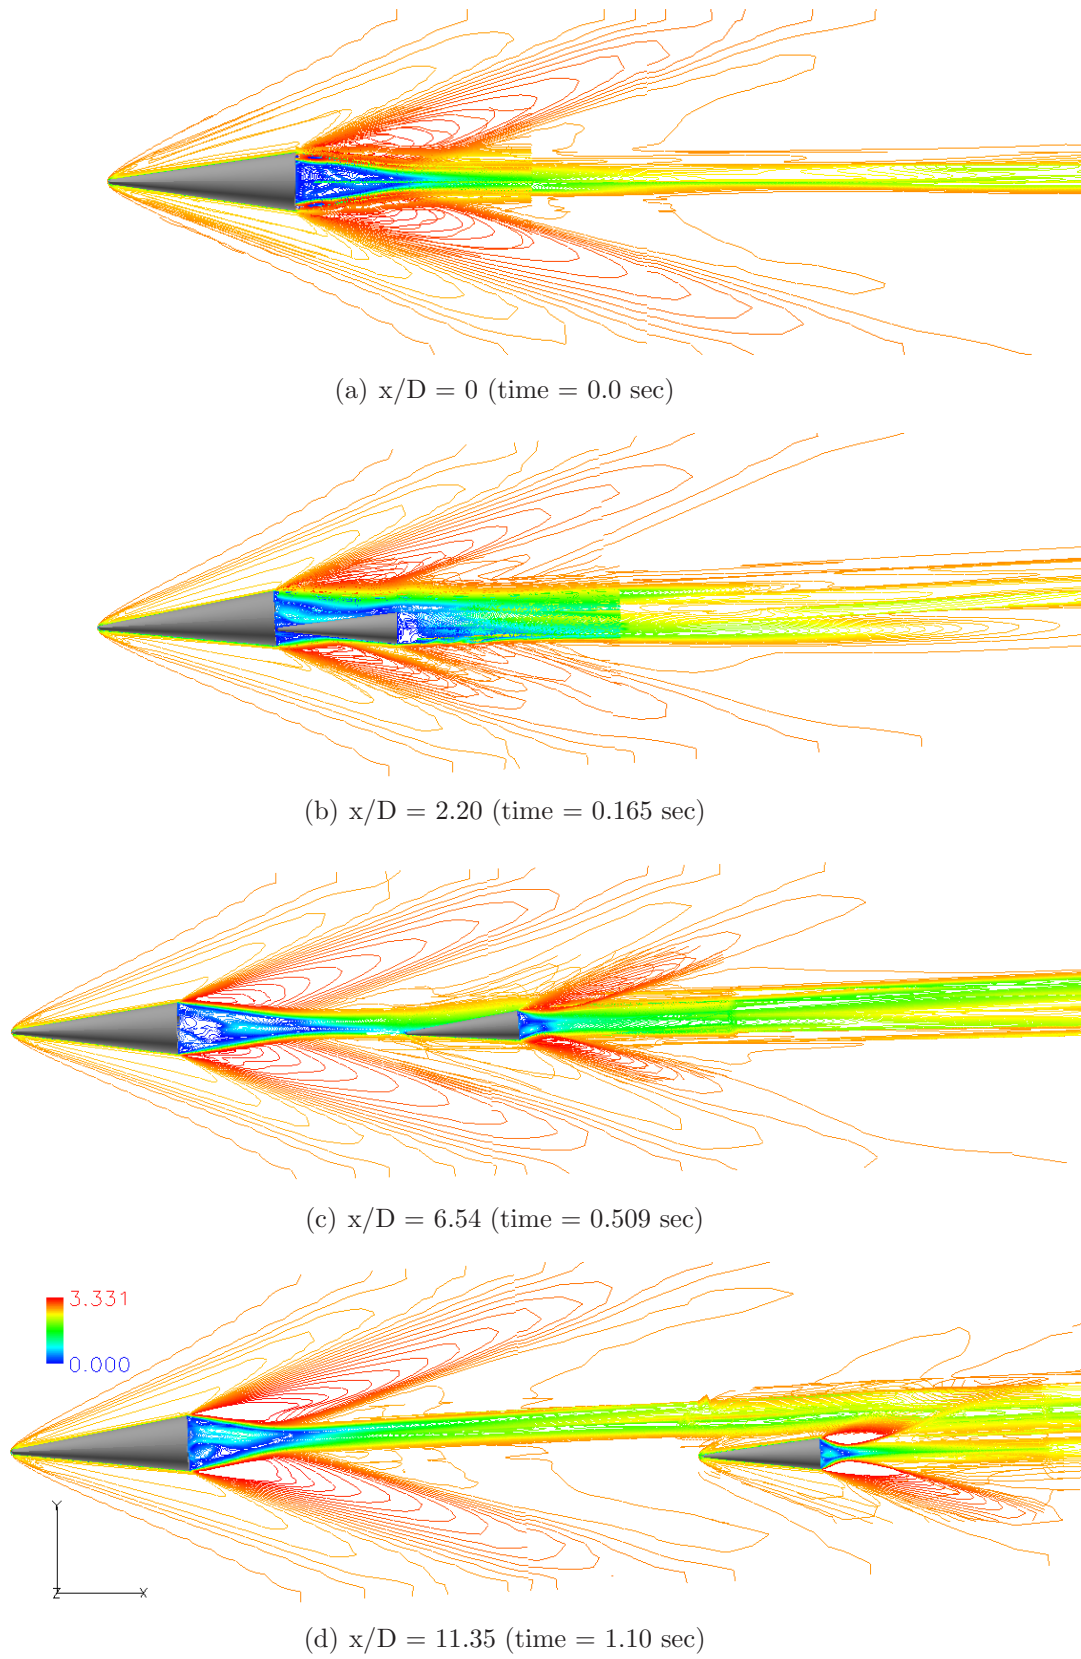 (a) x/D = 0 (time = 0.0 sec)
(b) x/D = 2.20 (time = 0.165 sec)
(c) x/D = 6.54 (time = 0.509 sec)
3.331
0.000
Y
Z X
(d) x/D = 11.35 (time = 1.10 sec)